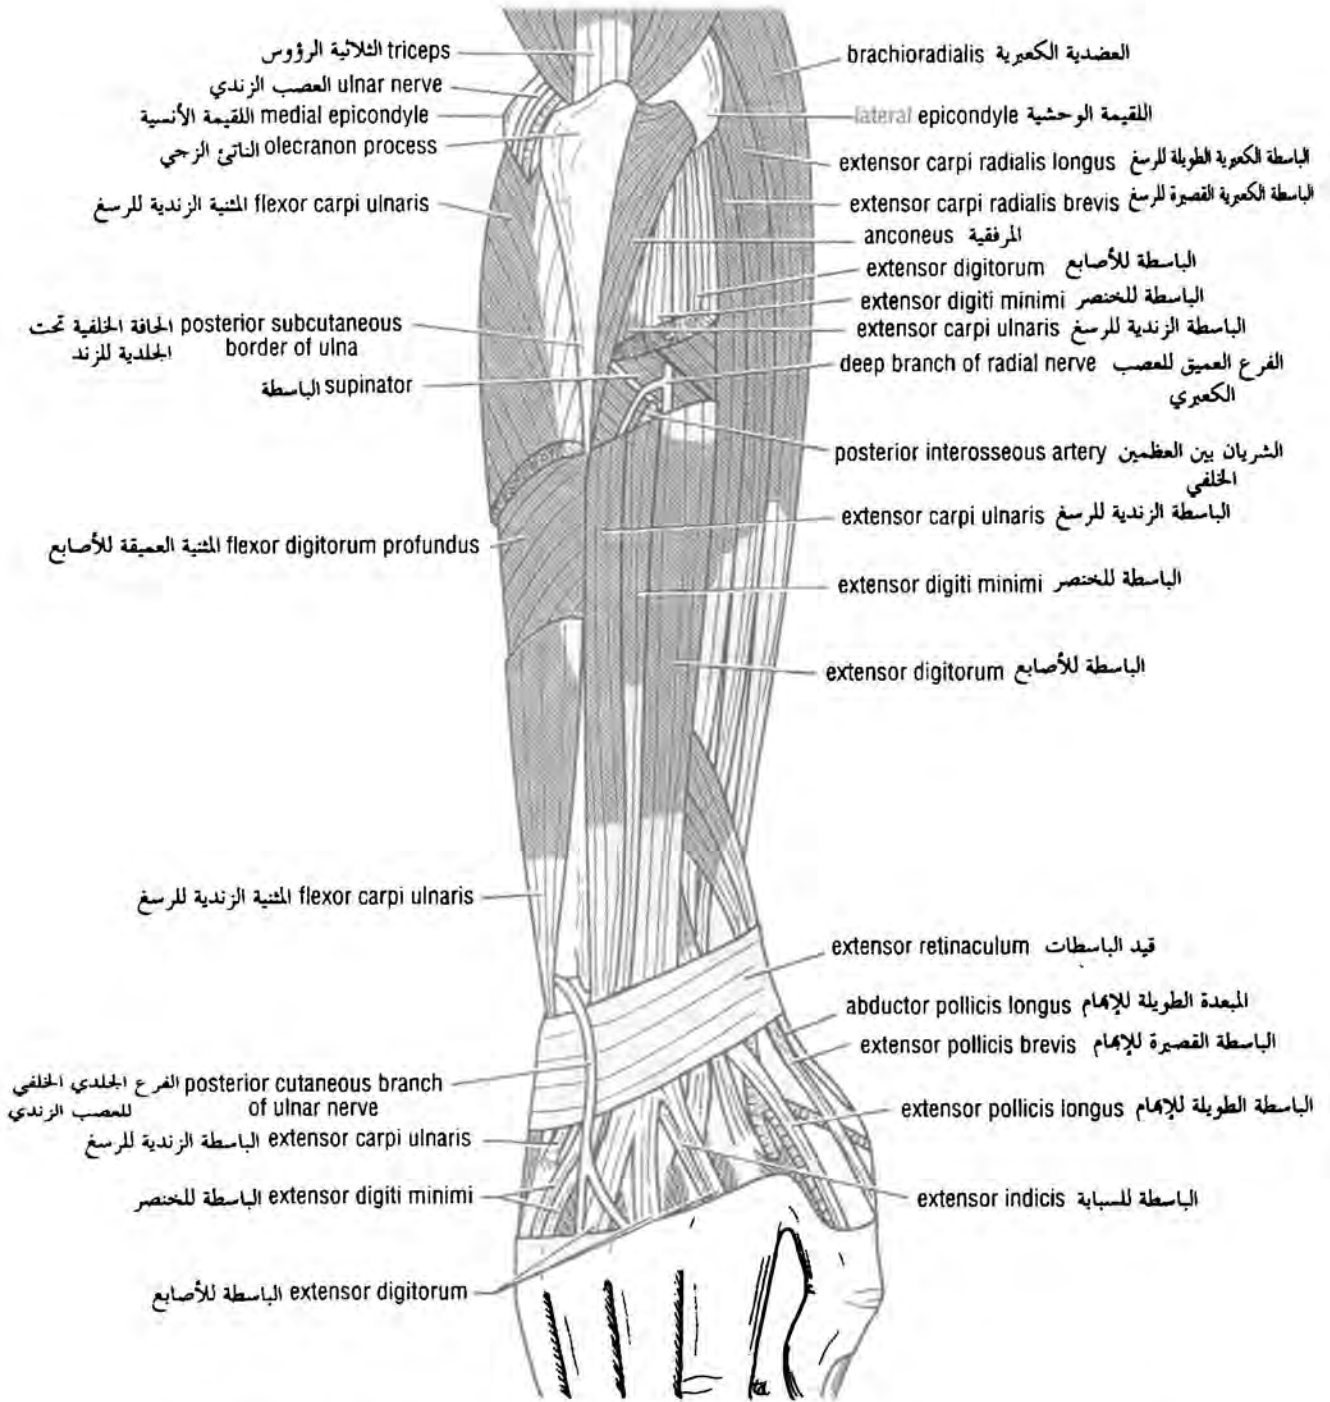 triceps الثلاثية الرؤوس
ulnar nerve العصب الزندي
medial epicondyle اللقيمة الأنسية
olecranon process الناتئ الزجي
flexor carpi ulnaris المثنية الزندية للرسغ
posterior subcutaneous الحافة الخلفية تحت
border of ulna الجلدية للزند
supinator الباسطة
flexor digitorum profundus المثنية العميقة للأصابع
flexor carpi ulnaris المثنية الزندية للرسغ
posterior cutaneous branch الفرع الجلدي الخلفي
of ulnar nerve للعصب الزندي
extensor carpi ulnaris الباسطة الزندية للرسغ
extensor digiti minimi الباسطة للخنصر
extensor digitorum الباسطة للأصابع
brachioradialis العضدية الكعبرية
lateral epicondyle اللقيمة الوحشية
extensor carpi radialis longus الباسطة الكعبرية الطويلة للرسغ
extensor carpi radialis brevis الباسطة الكعبرية القصيرة للرسغ
anconeus المرفقية
extensor digitorum الباسطة للأصابع
extensor digiti minimi الباسطة للخنصر
extensor carpi ulnaris الباسطة الزندية للرسغ
deep branch of radial nerve الفرع العميق للعصب
الكعبري
posterior interosseous artery الشريان بين العظمين
الخلفي
extensor carpi ulnaris الباسطة الزندية للرسغ
extensor digiti minimi الباسطة للخنصر
extensor digitorum الباسطة للأصابع
extensor retinaculum قيد الباسطات
abductor pollicis longus المبعدة الطويلة للإبهام
extensor pollicis brevis الباسطة القصيرة للإبهام
extensor pollicis longus الباسطة الطويلة للإبهام
extensor indicis الباسطة للسبابة